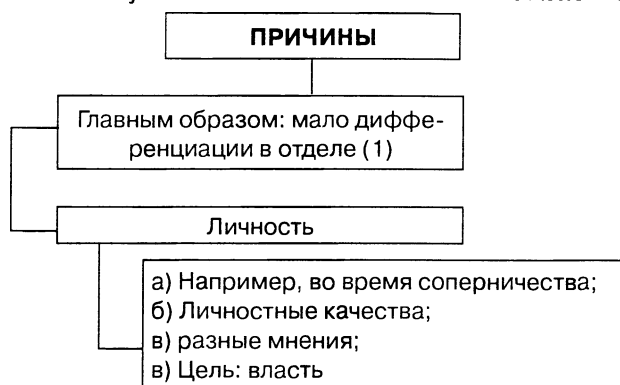 ПРИЧИНЫ
Главным образом: мало диффе-
ренциации в отделе (1)
Личность
а) Например, во время соперничества;
б) Личностные качества;
в) разные мнения;
в) Цель: власть